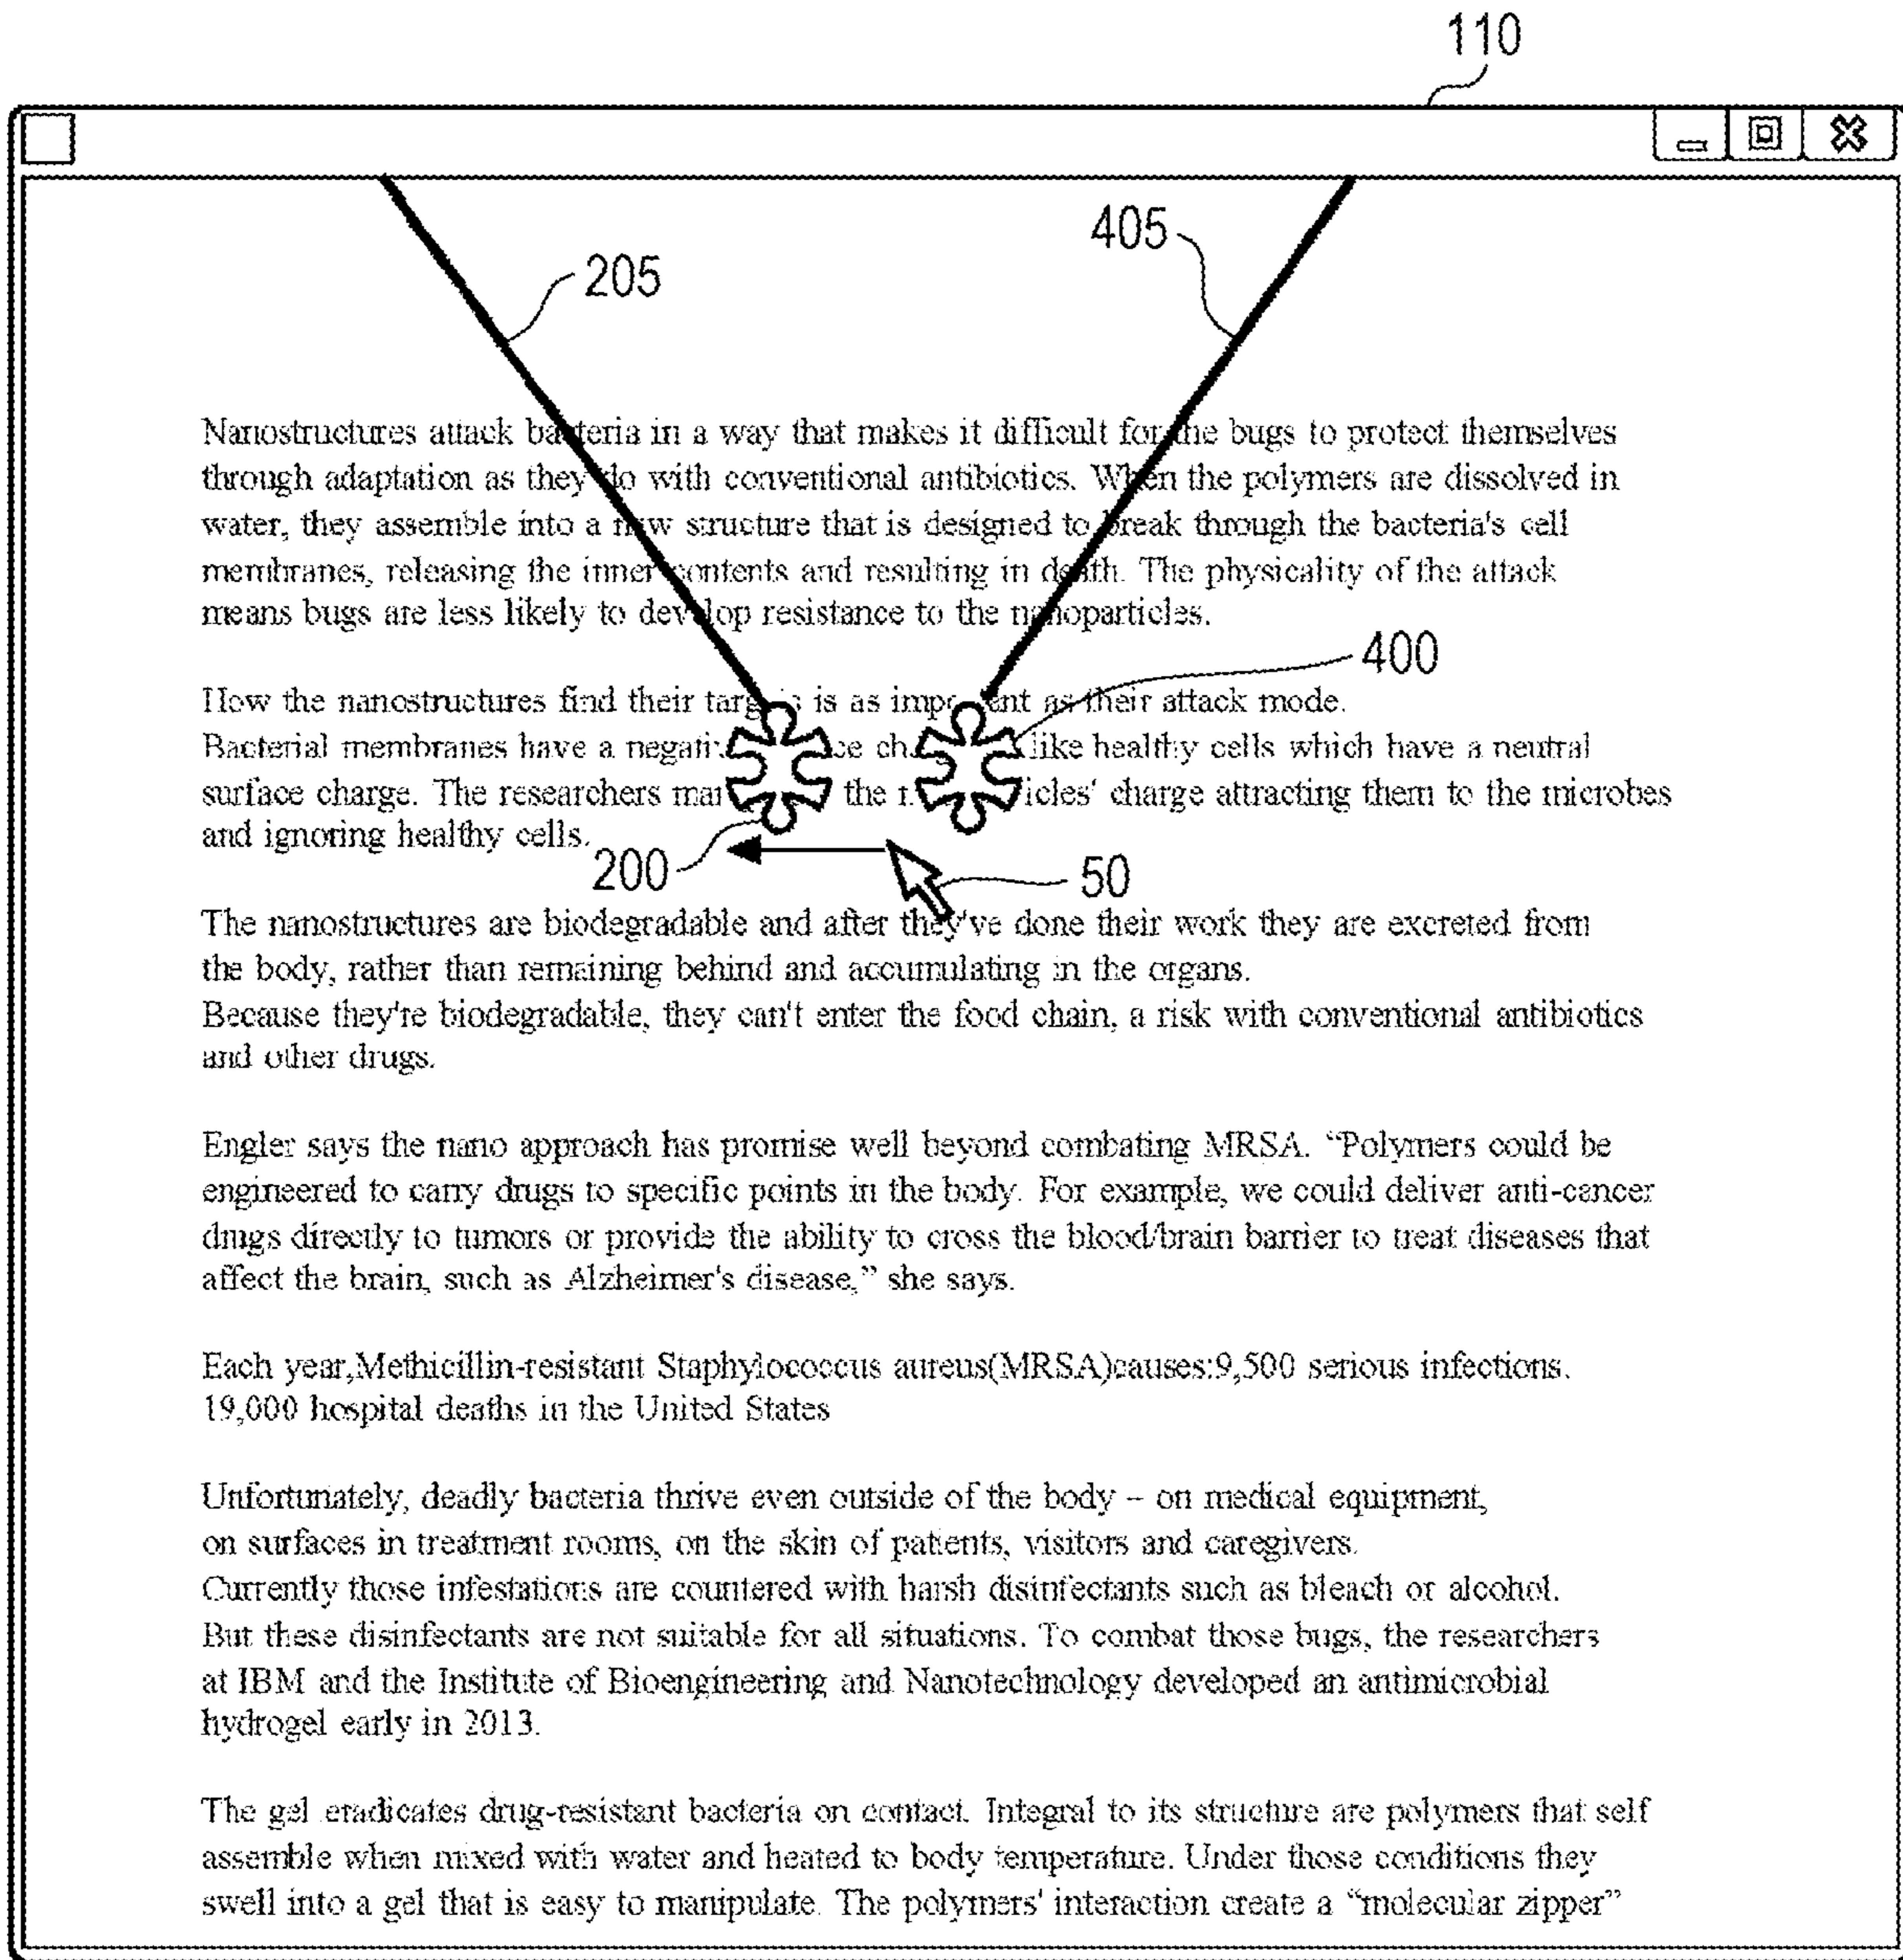 110
405
205
Nanostructures attack bacteria in a way that makes it difficult for the bugs to protect themselves
through adaptation as they do with conventional antibiotics. When the polymers are dissolved in
water, they assemble into a new structure that is designed to break through the bacteria's cell
membranes, releasing the inner contents and resulting in death. The physicality of the attack
means bugs are less likely to develop resistance to the nanoparticles.
400
How the nanostructures find their is as important as their attack mode.
Bacterial membranes have a like healthy cells which have a neutral
surface charge. The researchers the charge attracting them to the microbes
and ignoring healthy cells.
200
50
The nanostructures are biodegradable and after they've done their work they are excreted from
the body, rather than remaining behind and accumulating in the organs.
Because they're biodegradable, they can't enter the food chain, a risk with conventional antibiotics
and other drugs.
Engler says the nano approach has promise well beyond combating MRSA. “Polymers could be
engineered to carry drugs to specific points in the body. For example, we could deliver anti-cancer
drugs directly to tumors or provide the ability to cross the blood/brain barrier to treat diseases that
affect the brain, such as Alzheimer's disease,” she says.
Each year,Methicillin-resistant Staphylococcus aureus(MRSA)causes:9,500 serious infections.
19,000 hospital deaths in the United States
Unfortunately, deadly bacteria thrive even outside of the body – on medical equipment,
on surfaces in treatment rooms, on the skin of patients, visitors and caregivers.
Currently those infestations are countered with harsh disinfectants such as bleach or alcohol.
But these disinfectants are not suitable for all situations. To combat those bugs, the researchers
at IBM and the Institute of Bioengineering and Nanotechnology developed an antimicrobial
hydrogel early in 2013.
The gel eradicates drug-resistant bacteria on contact. Integral to its structure are polymers that self
assemble when mixed with water and heated to body temperature. Under those conditions they
swell into a gel that is easy to manipulate. The polymers' interaction create a “molecular zipper”